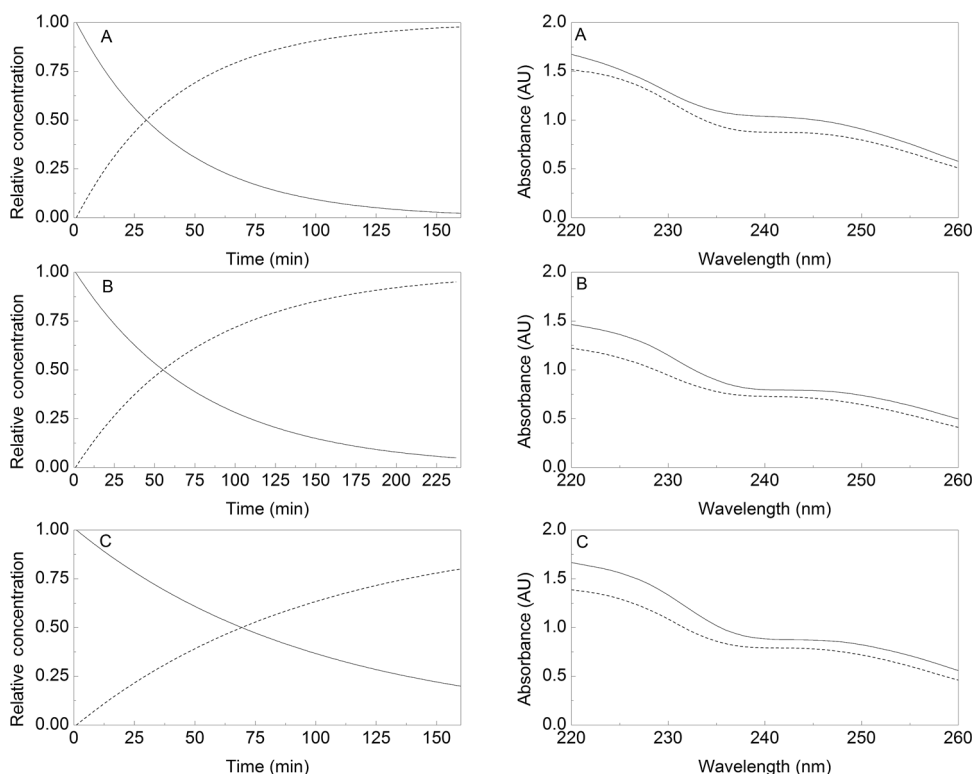 Relative concentration
1.00
0.75
0.50
0.25
0.00
A
0 25 50 75 100 125 150
Time (min)
Absorbance (AU)
2.0
1.5
1.0
0.5
0.0
A
220 230 240 250 260
Wavelength (nm)
Relative concentration
1.00
0.75
0.50
0.25
0.00
B
0 25 50 75 100 125 150 175 200 225
Time (min)
Absorbance (AU)
2.0
1.5
1.0
0.5
0.0
B
220 230 240 250 260
Wavelength (nm)
Relative concentration
1.00
0.75
0.50
0.25
0.00
C
0 25 50 75 100 125 150
Time (min)
Absorbance (AU)
2.0
1.5
1.0
0.5
0.0
C
220 230 240 250 260
Wavelength (nm)